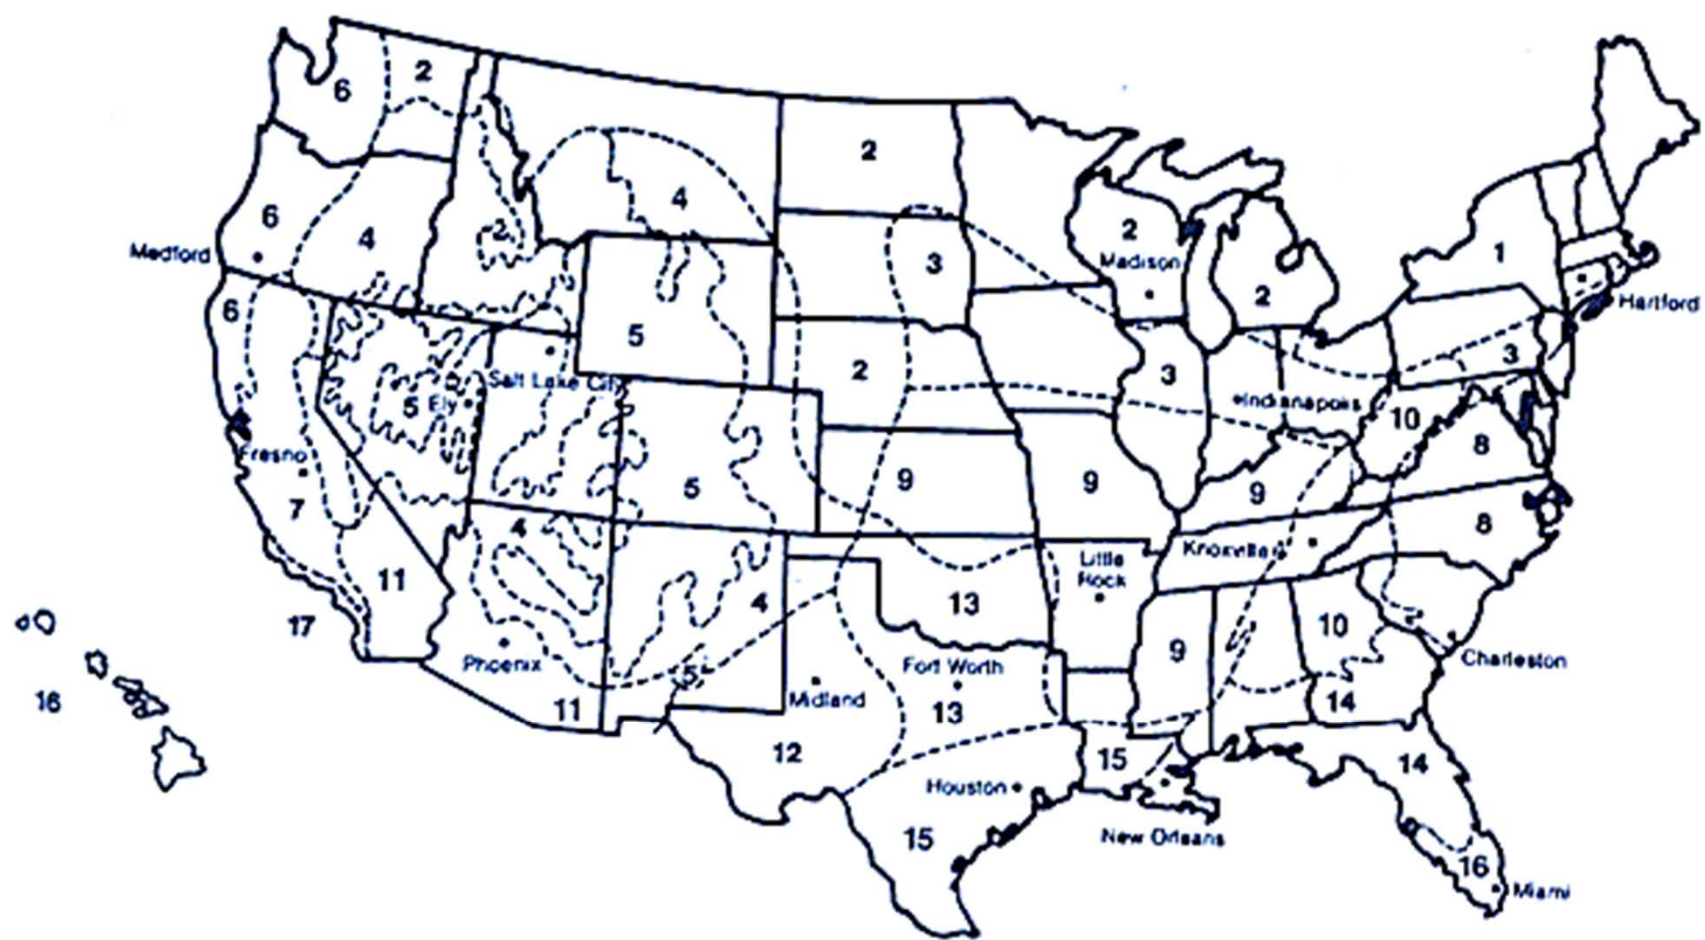 2
6
2
4
6
4
2
3
2
Madison
2
1
Medford
Hartford
6
5
3
2
3
Salt Lake City
5 Ely
Indianapolis
10
8
Fresno
7
5
9
9
9
8
4
Knoxville
Little
Rock
11
4
13
10
17
Phoenix
Fort Worth
9
Charleston
16
5
Midland
11
13
14
12
15
14
Houston
15
New Orleans
16
Miami